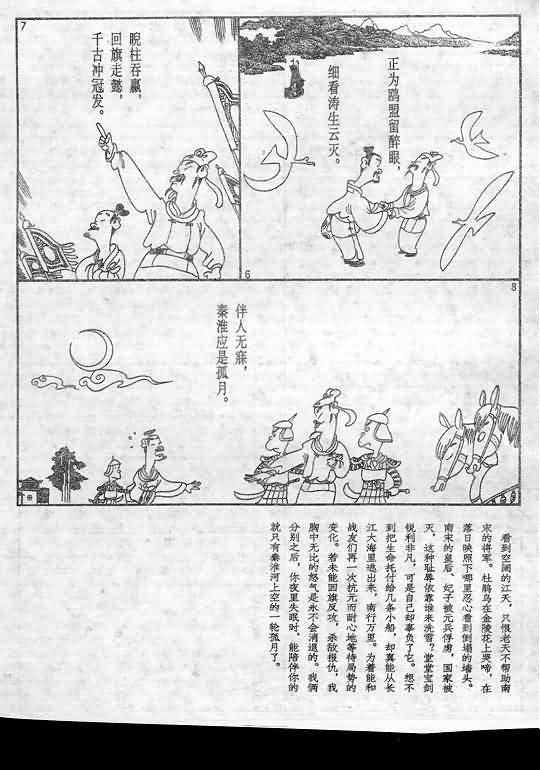 6
正为鸥盟留醉眼，
细看涛生云灭。
7
睨柱吞嬴，
回旗走懿，
千古冲冠发。
8
伴人无寐，
秦淮应是孤月。
看到空阔的江天，只恨老天不帮助南
宋的将军。杜鹃鸟在金陵花上哭啼，在
落日映照下哪里忍心看到倒塌的墙头。
南宋的皇后、妃子被元兵俘虏，国家被
灭，这种耻辱依靠谁来洗雪？堂堂宝剑
锐利非凡，可是自己却辜负了它。想不
到把生命托付给几条小船，却真能从长
江大海里逃出来，南行万里。为着能和
战友们再一次抗元而耐心地等待局势的
变化。若未能回旗反攻，杀敌报仇，我
胸中无比的怒气是永不会消退的。我俩
分别之后，你夜里失眠时，能陪伴你的
就只有秦淮河上空的一轮孤月了。